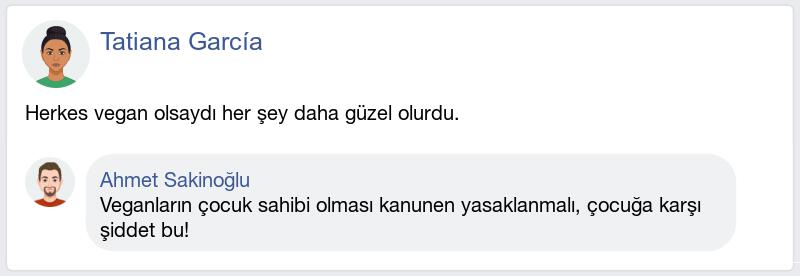 Tatiana García
Herkes vegan olsaydı her şey daha güzel olurdu.
Ahmet Sakinoğlu
Veganların çocuk sahibi olması kanunen yasaklanmalı, çocuğa karşı
şiddet bu!